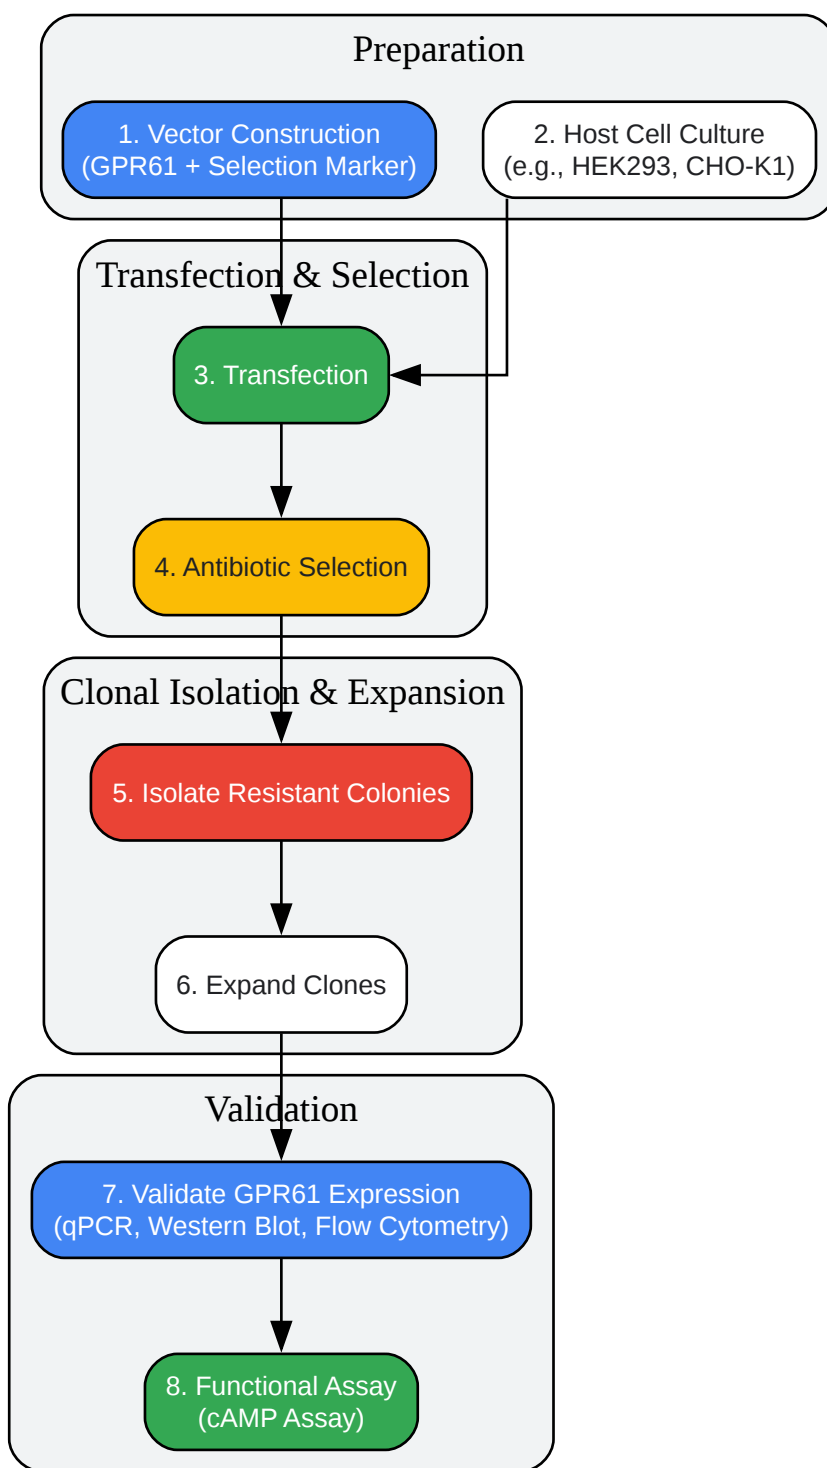 Preparation
1. Vector Construction
(GPR61 + Selection Marker)
2. Host Cell Culture
(e.g., HEK293, CHO-K1)
Transfection & Selection
3. Transfection
4. Antibiotic Selection
Clonal Isolation & Expansion
5. Isolate Resistant Colonies
6. Expand Clones
Validation
7. Validate GPR61 Expression
(qPCR, Western Blot, Flow Cytometry)
8. Functional Assay
(cAMP Assay)